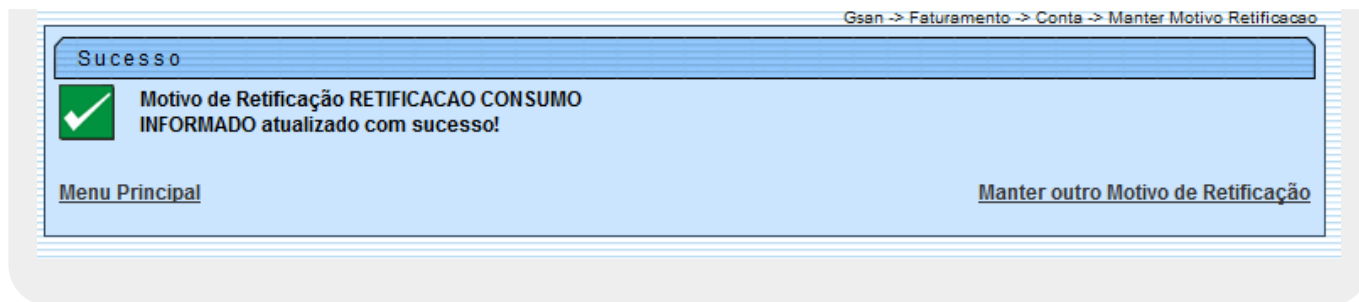 Gsan -> Faturamento -> Conta -> Manter Motivo Retificacao
Sucesso
Motivo de Retificação RETIFICACAO CONSUMO
INFORMADO atualizado com sucesso!
Menu Principal
Manter outro Motivo de Retificação